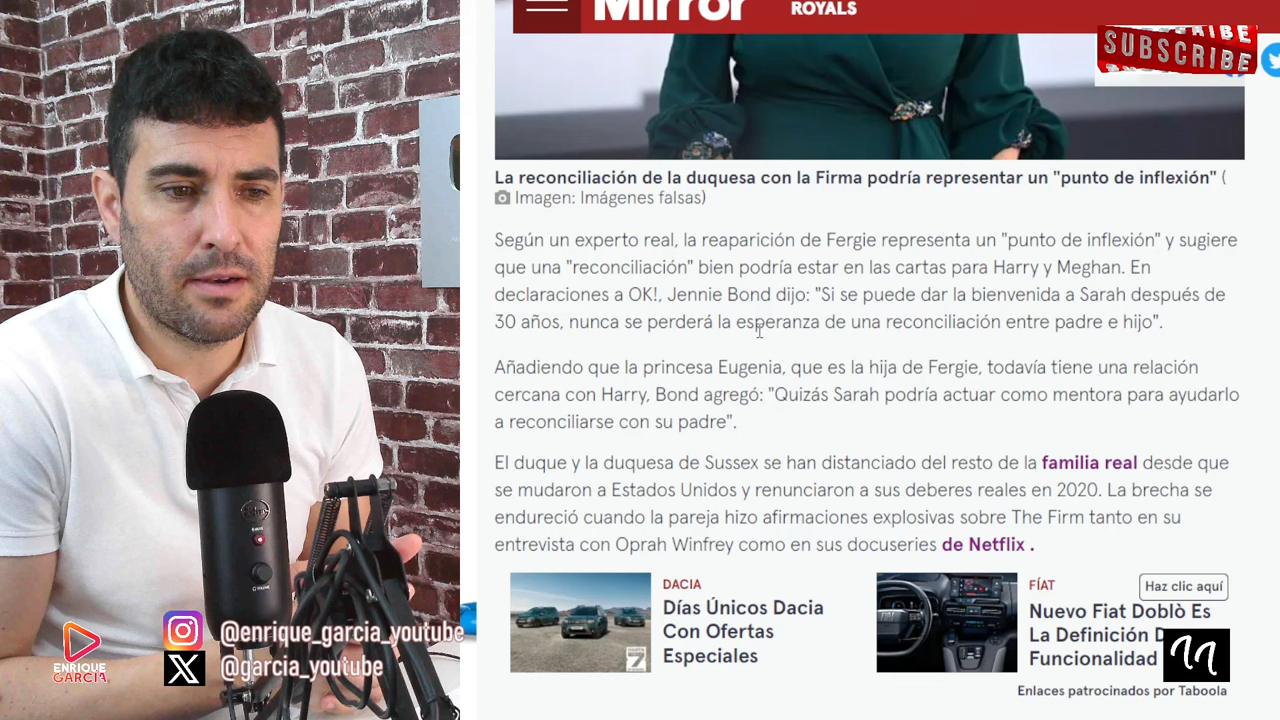 Mirror
ROYALS
SUBSCRIBE
La reconciliación de la duquesa con la Firma podría representar un "punto de inflexión" (
Imagen: Imágenes falsas)
Según un experto real, la reaparición de Fergie representa un "punto de inflexión" y sugiere
que una "reconciliación" bien podría estar en las cartas para Harry y Meghan. En
declaraciones a OK!, Jennie Bond dijo: "Si se puede dar la bienvenida a Sarah después de
30 años, nunca se perderá la esperanza de una reconciliación entre padre e hijo".
Añadiendo que la princesa Eugenia, que es la hija de Fergie, todavía tiene una relación
cercana con Harry, Bond agregó: "Quizás Sarah podría actuar como mentora para ayudarlo
a reconciliarse con su padre".
El duque y la duquesa de Sussex se han distanciado del resto de la familia real desde que
se mudaron a Estados Unidos y renunciaron a sus deberes reales en 2020. La brecha se
endureció cuando la pareja hizo afirmaciones explosivas sobre The Firm tanto en su
entrevista con Oprah Winfrey como en sus docuseries de Netflix .
DACIA
Días Únicos Dacia
Con Ofertas
Especiales
FÍAT
Haz clic aquí
Nuevo Fiat Doblò Es
La Definición D
Funcionalidad
Enlaces patrocinados por Taboola
@enrique_garcia_youtube
@garcia_youtube
ENRIQUE
GARCIA